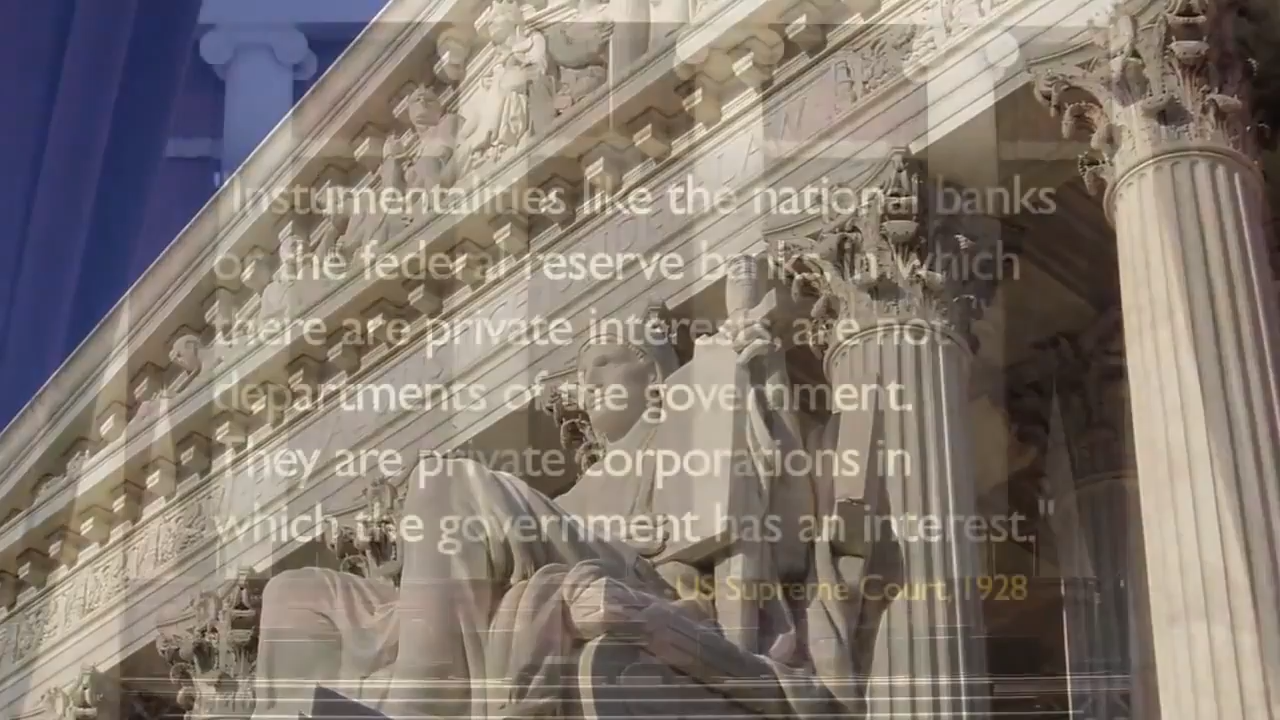 "Instumentalities like the national banks
or the federal reserve banks, in which
there are private interests, are not
departments of the government.
They are private corporations in
which the government has an interest."
-US Supreme Court, 1928